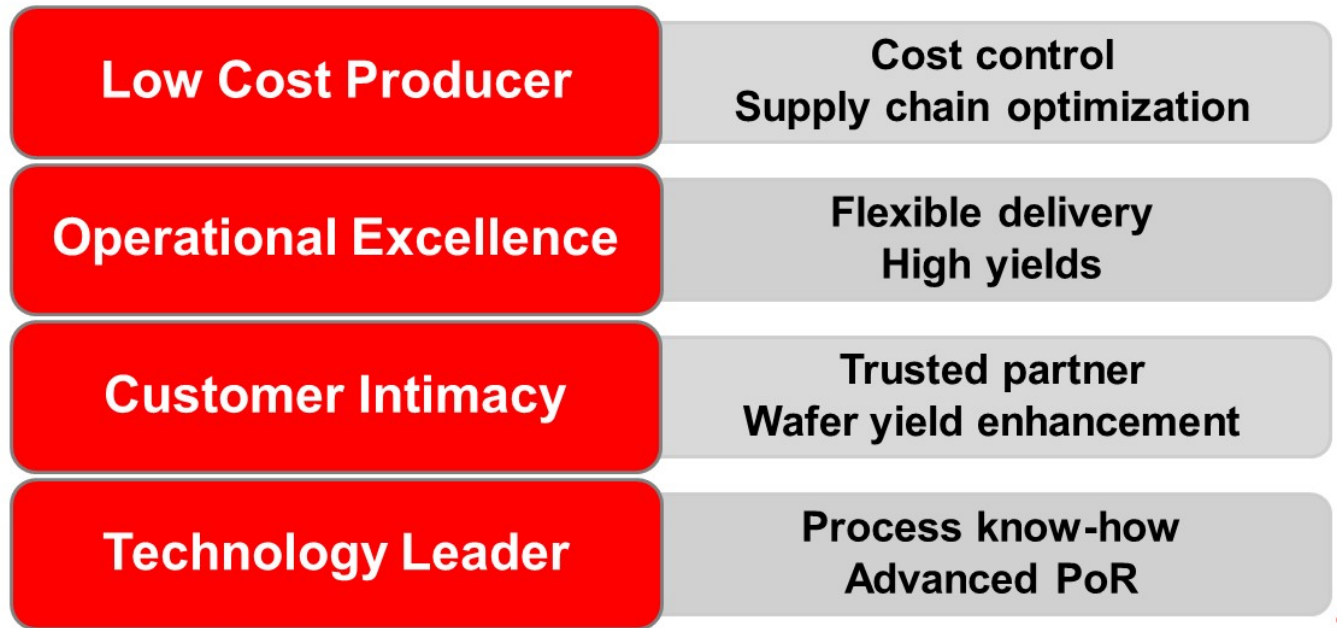 Low Cost Producer
Cost control
Supply chain optimization
Operational Excellence
Flexible delivery
High yields
Customer Intimacy
Trusted partner
Wafer yield enhancement
Technology Leader
Process know-how
Advanced PoR